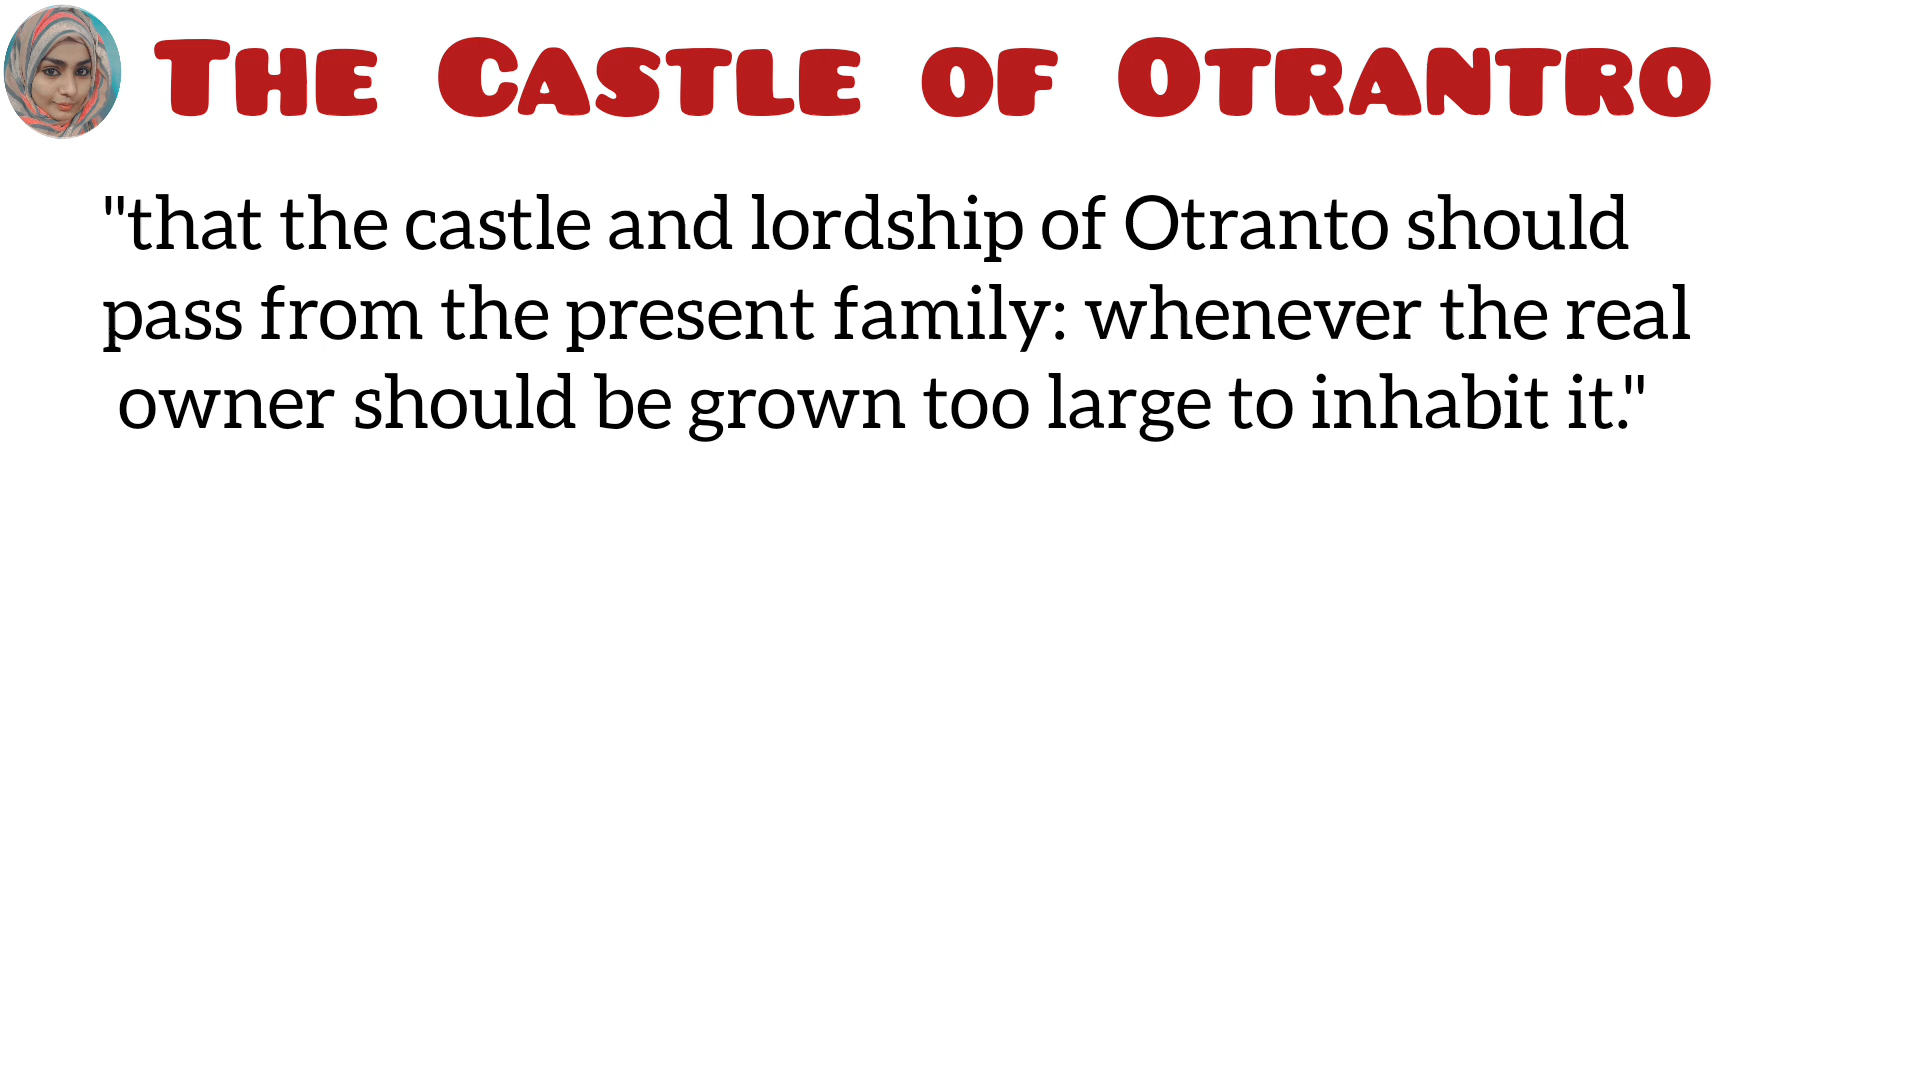 The Castle of Otrantro
"that the castle and lordship of Otranto should
pass from the present family: whenever the real
owner should be grown too large to inhabit it."